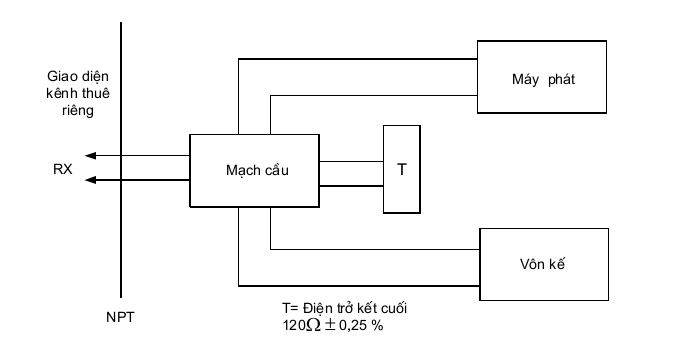 Giao diện
kênh thuê
riêng
Máy phát
RX
Mạch cầu
T
Vôn kế
NPT
T= Điện trở kết cuối
120Ω ± 0,25 %